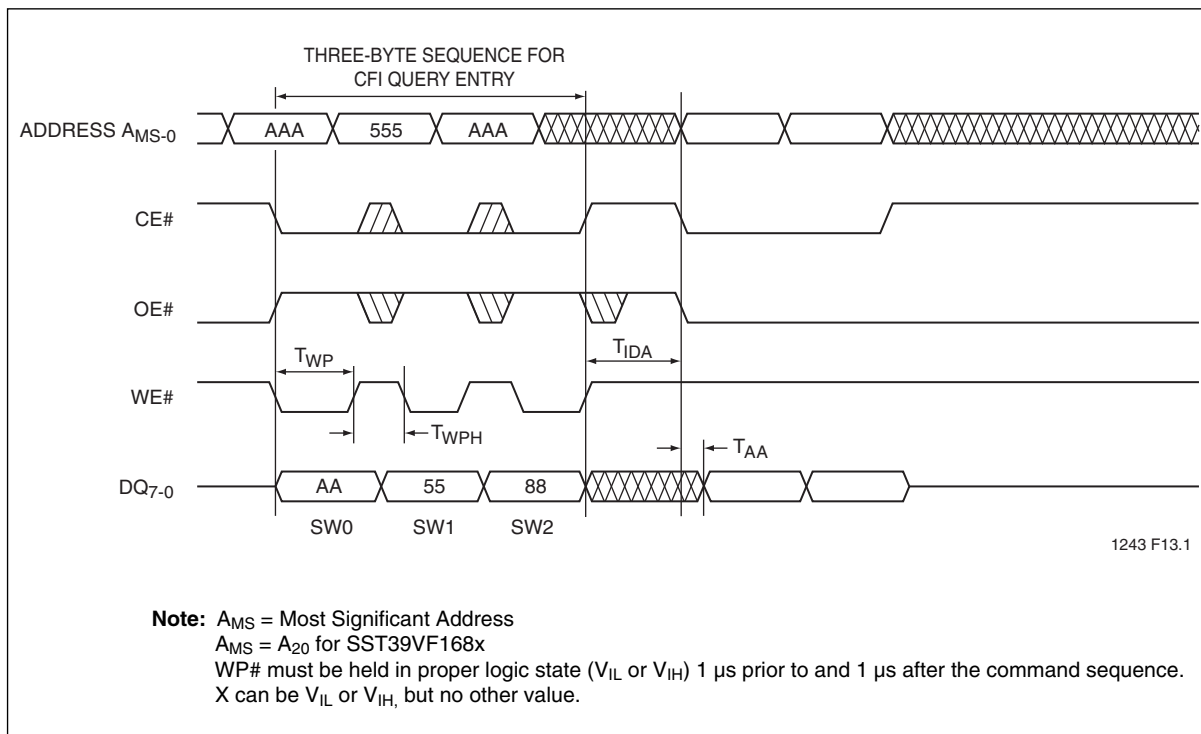 THREE-BYTE SEQUENCE FOR
CFI QUERY ENTRY
ADDRESS AMS-0
AAA 555 AAA
CE#
OE#
TWP TIDA
WE#
TWPH
TAA
DQ7-0
AA 55 88
SW0 SW1 SW2
1243 F13.1
Note: AMS = Most Significant Address
AMS = A20 for SST39VF168x
WP# must be held in proper logic state (VIL or VIH) 1 µs prior to and 1 µs after the command sequence.
X can be VIL or VIH, but no other value.